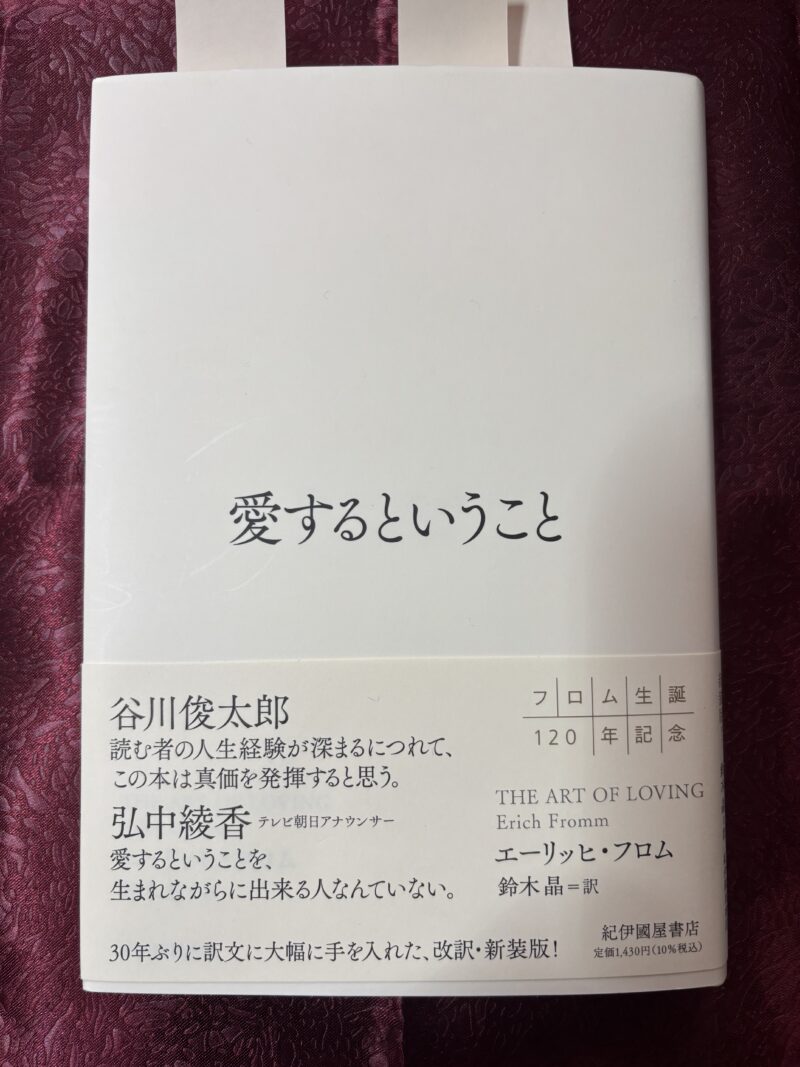 愛するということ
谷川俊太郎
読む者の人生経験が深まるにつれて、
この本は真価を発揮すると思う。
弘中綾香 テレビ朝日アナウンサー
愛するということを、
生まれながらに出来る人なんていない。
30年ぶりに訳文に大幅に手を入れた、改訳・新装版!
フロム生誕
120年記念
THE ART OF LOVING
Erich Fromm
エーリッヒ・フロム
鈴木晶=訳
紀伊國屋書店
定価1,430円(10%税込)